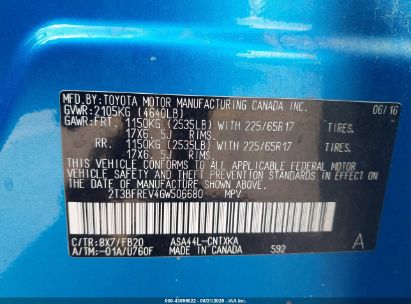 MFD.BY:TOYOTA MOTOR MANUFACTURING CANADA INC.
GVWR:2105KG (4640LB) 06/16
GAWR:FRT. 1150KG (2535LB) WITH 225/65R17 TIRES.
17X6. 5J RIMS.
RR. 1150KG (2535LB) WITH 225/65R17 TIRES.
17X6. 5J RIMS.
THIS VEHICLE CONFORMS TO ALL APPLICABLE FEDERAL MOTOR
VEHICLE SAFETY AND THEFT PREVENTION STANDARDS IN EFFECT
ON THE DATE OF MANUFACTURE SHOWN ABOVE.
2T3BFREV4GW506680 MPV
C/TR:8X7/FB20 ASA44L-CNTXKA A
A/TM:-01A/U760F MADE IN CANADA 592